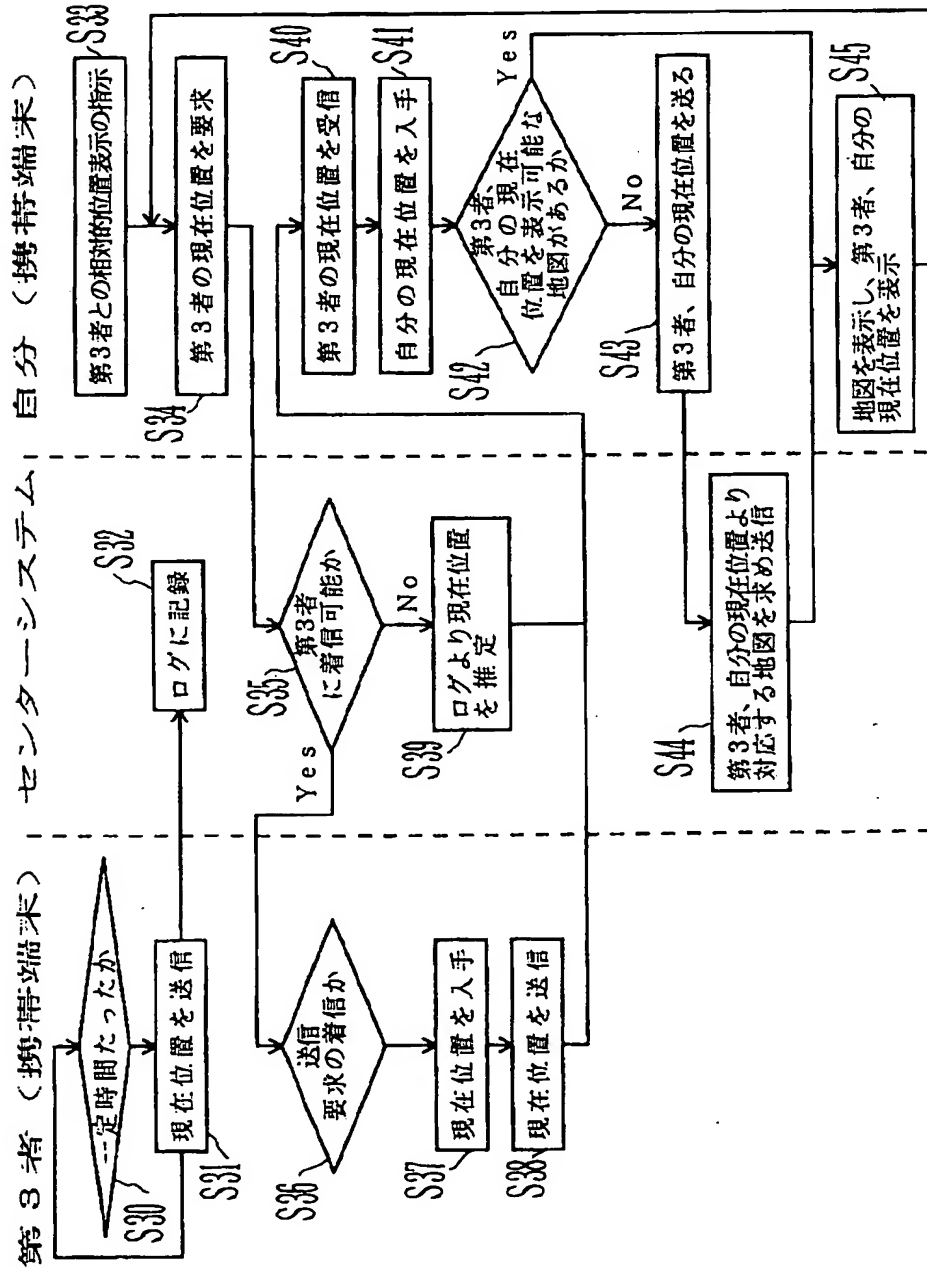 第3者（携帯端末）
一定時間たったか
S30
現在位置を送信
S31
送信
要求の着信か
S36
現在位置を入手
S37
現在位置を送信
S38
センターシステム
ログに記録
S32
第3者
に着信可能か
S35
Yes
No
ログより現在位置
を推定
S39
第3者、自分の現在位置より
対応する地図を求め送信
S44
自分（携帯端末）
第3者との相対的位置表示の指示
S33
第3者の現在位置を要求
S34
第3者の現在位置を受信
S40
自分の現在位置を入手
S41
第3者、
自分の現在
位置を表示可能な
地図があるか
S42
Yes
No
第3者、自分の現在位置を送る
S43
地図を表示し、第3者、自分の
現在位置を表示
S45